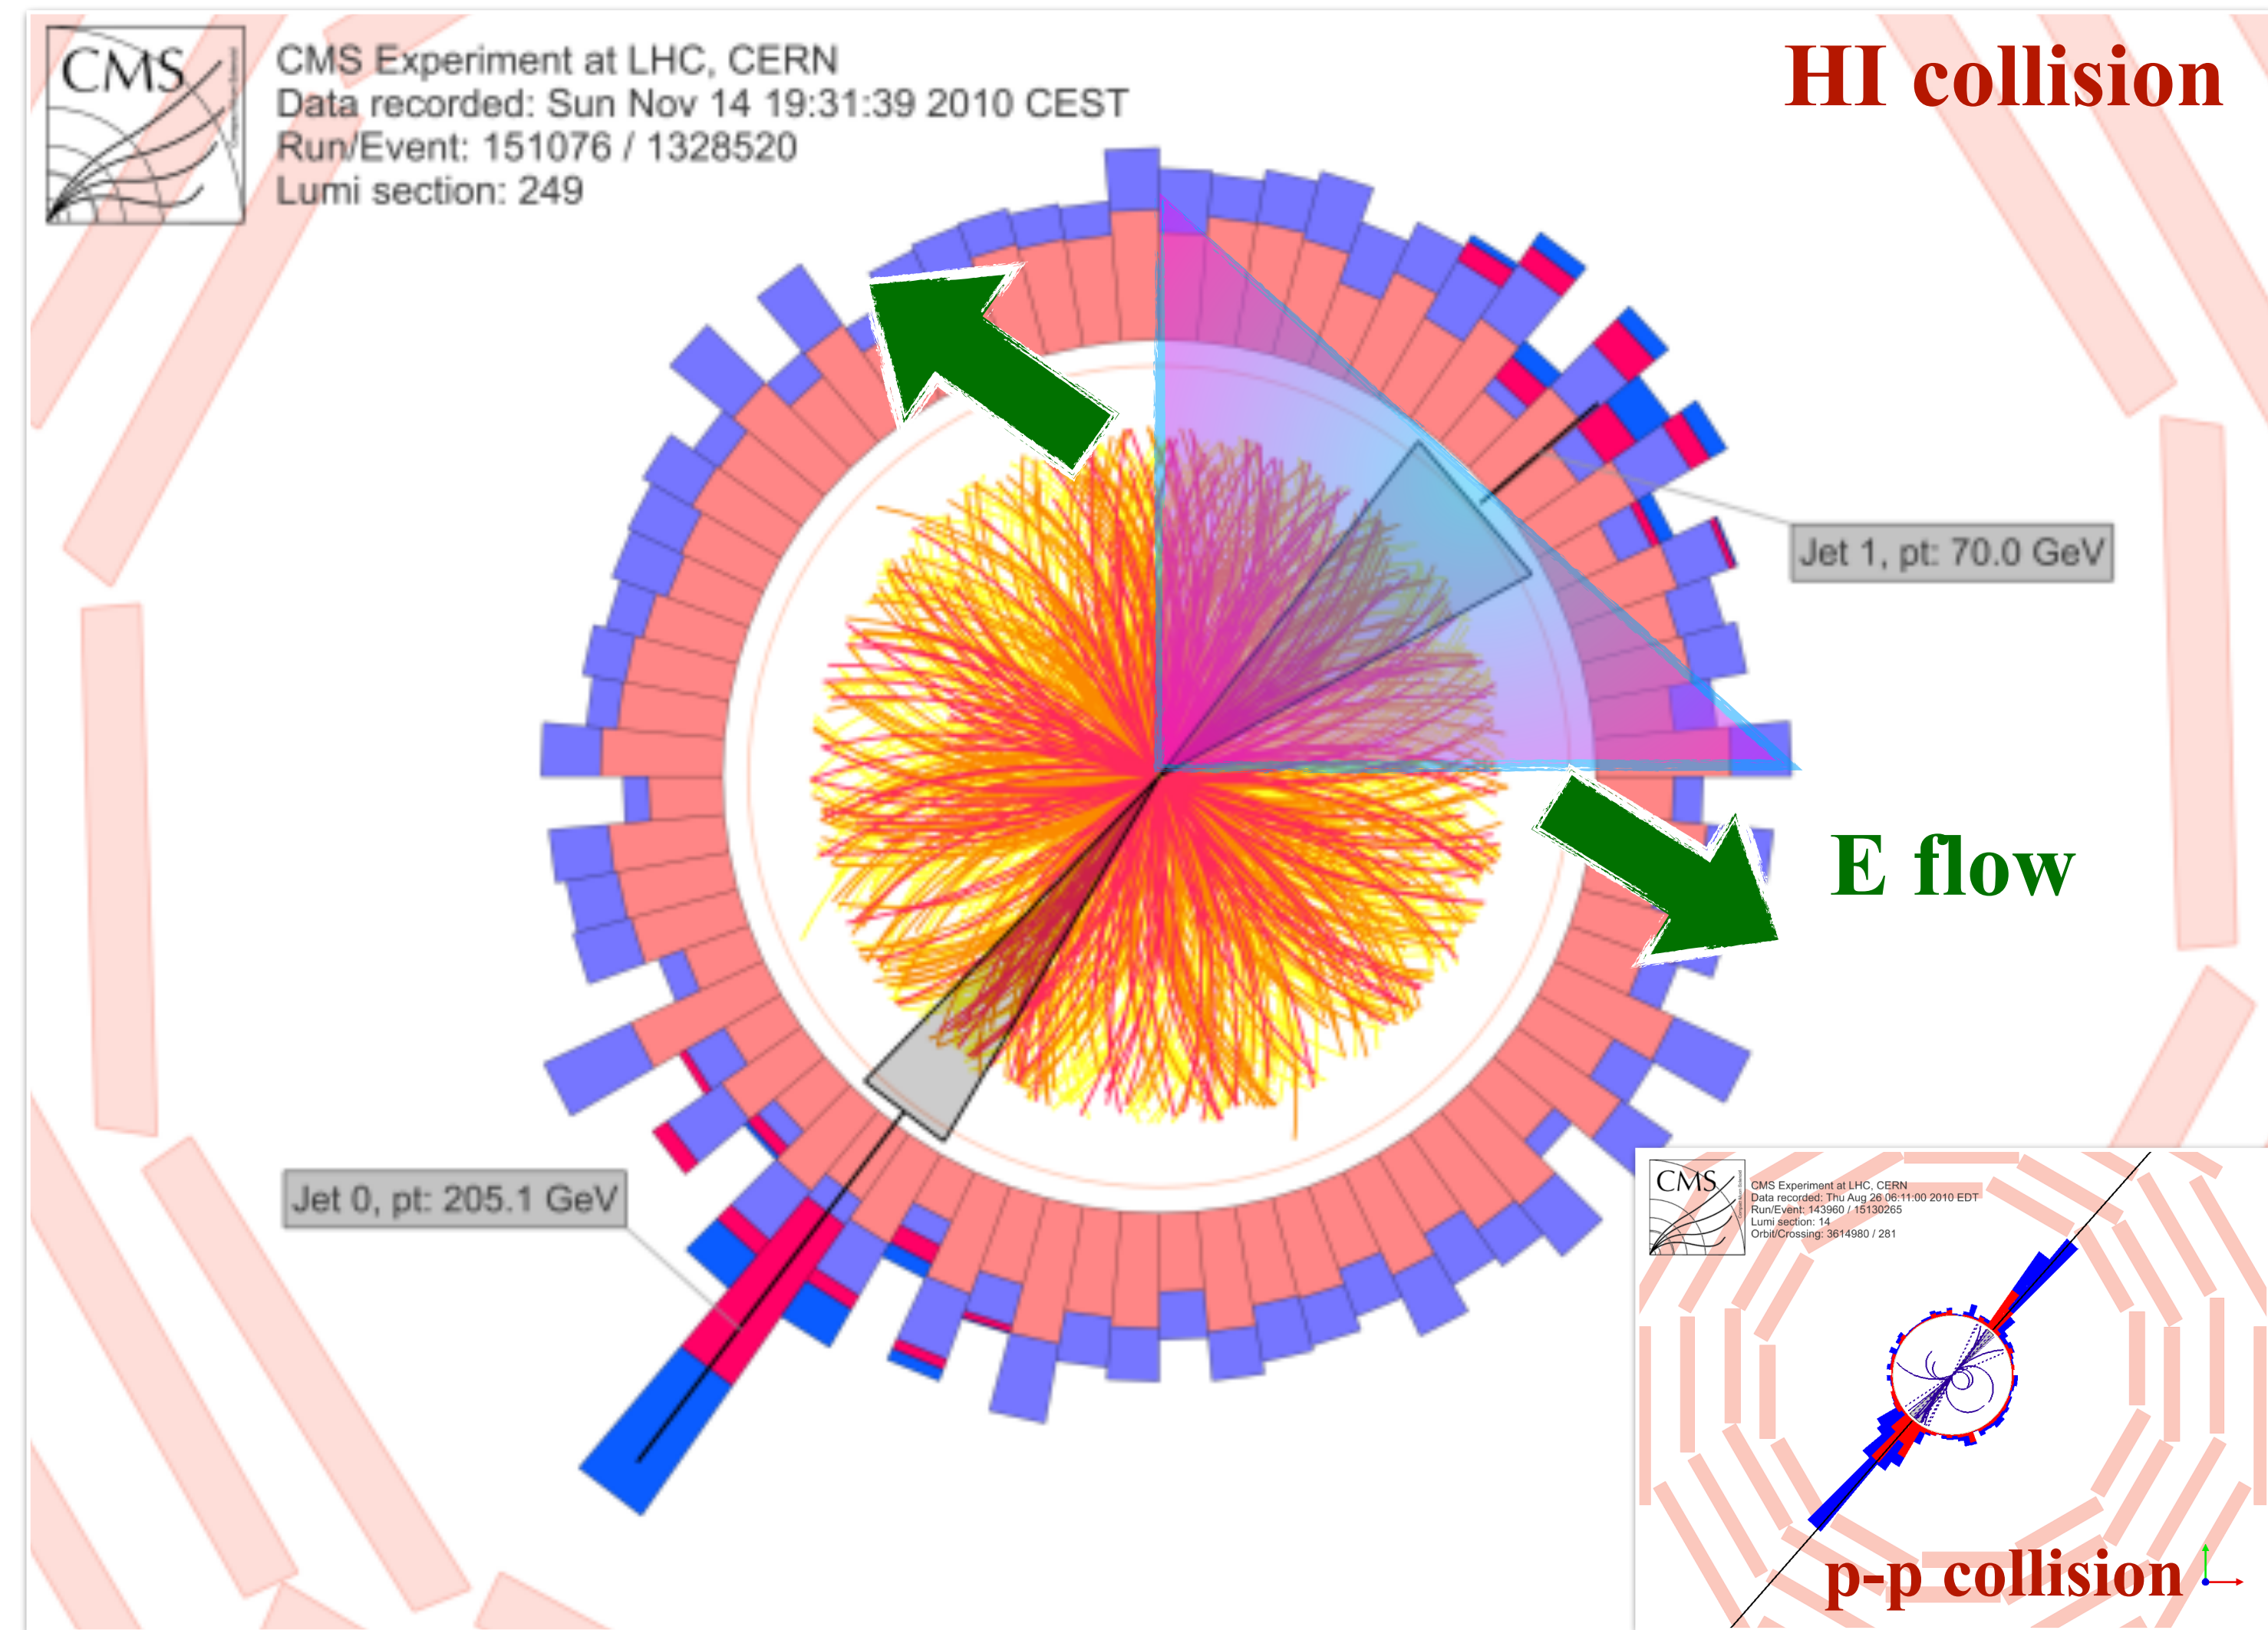 CMS
CMS Experiment at LHC, CERN
Data recorded: Sun Nov 14 19:31:39 2010 CEST
Run/Event: 151076 / 1328520
Lumi section: 249
HI collision
Jet 1, pt: 70.0 GeV
E flow
Jet 0, pt: 205.1 GeV
CMS
CMS Experiment at LHC, CERN
Data recorded: Thu Aug 26 06:11:00 2010 EDT
Run/Event: 143960 / 15130265
Lumi section: 14
Orbit/Crossing: 3614980 / 281
p-p collision